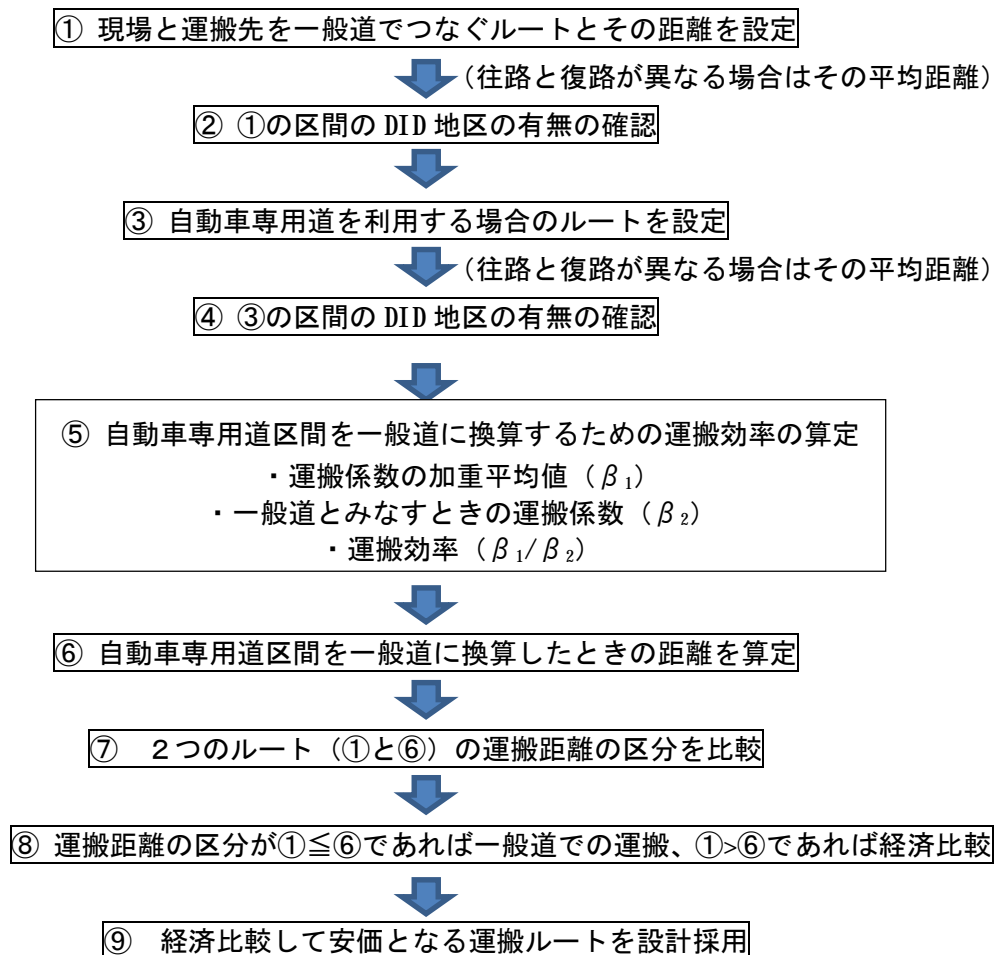 ① 現場と運搬先を一般道でつなぐルートとその距離を設定
（往路と復路が異なる場合はその平均距離）
② ①の区間の DID 地区の有無の確認
③ 自動車専用道を利用する場合のルートを設定
（往路と復路が異なる場合はその平均距離）
④ ③の区間の DID 地区の有無の確認
⑤ 自動車専用道区間を一般道に換算するための運搬効率の算定
・運搬係数の加重平均値（β₁）
・一般道とみなすときの運搬係数（β₂）
・運搬効率（β₁/β₂）
⑥ 自動車専用道区間を一般道に換算したときの距離を算定
⑦　２つのルート（①と⑥）の運搬距離の区分を比較
⑧ 運搬距離の区分が①≦⑥であれば一般道での運搬、①>⑥であれば経済比較
⑨　経済比較して安価となる運搬ルートを設計採用